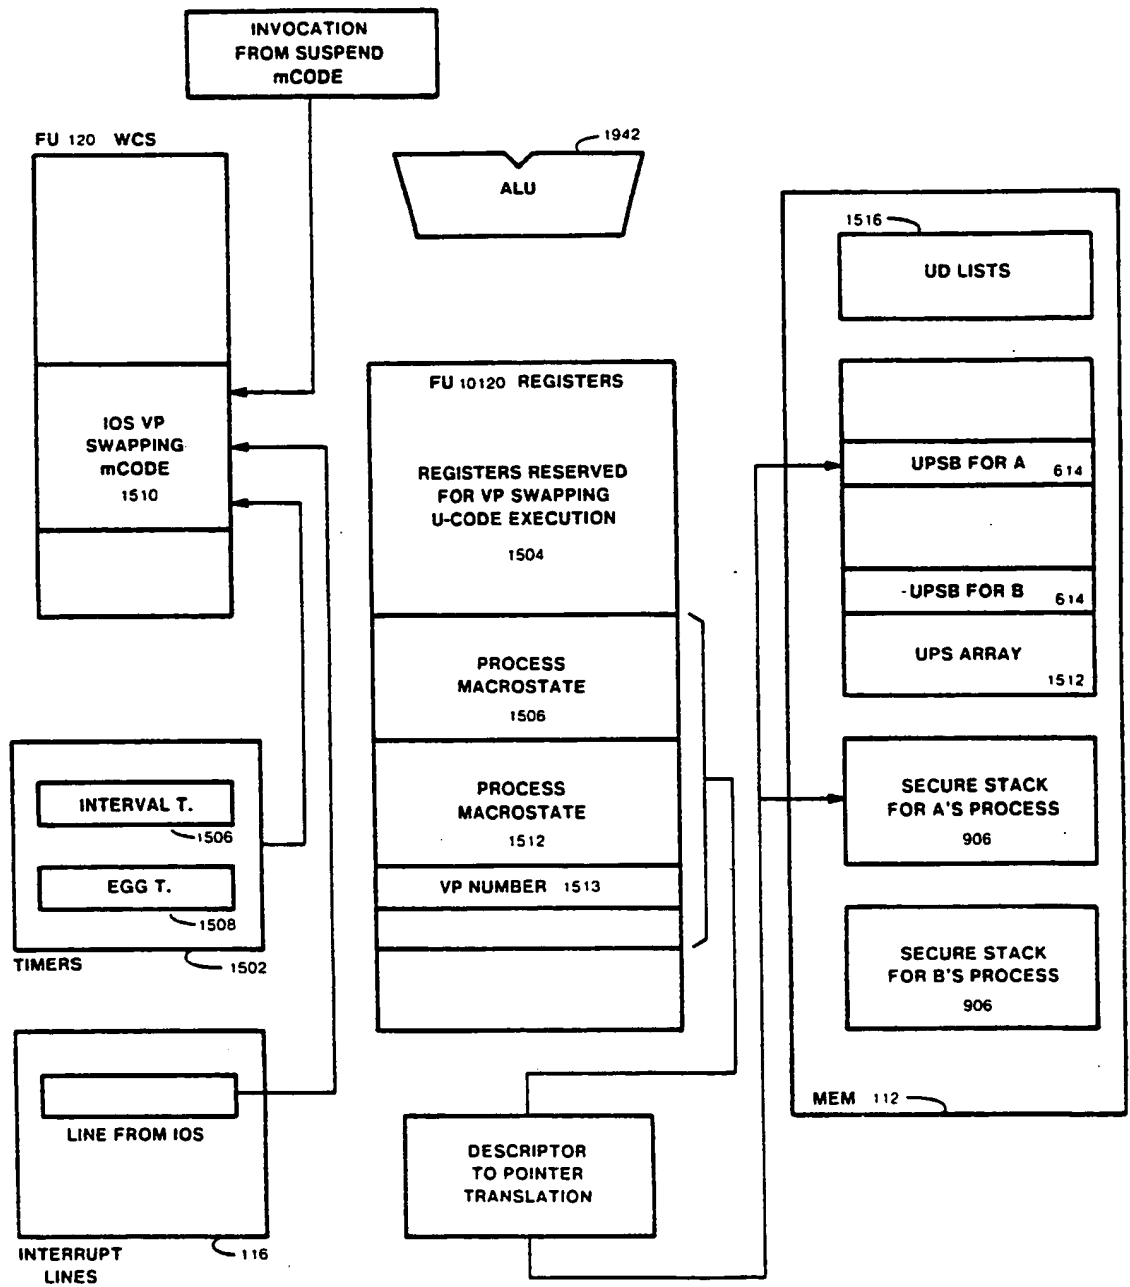 INVOCATION
FROM SUSPEND
mCODE
FU 120 WCS
1942
ALU
1516
UD LISTS
FU 10120 REGISTERS
IOS VP
SWAPPING
mCODE
1510
REGISTERS RESERVED
FOR VP SWAPPING
U-CODE EXECUTION
1504
UPSB FOR A 614
-UPSB FOR B 614
UPS ARRAY
1512
PROCESS
MACROSTATE
1506
PROCESS
MACROSTATE
1512
VP NUMBER 1513
INTERVAL T.
1506
EGG T.
1508
TIMERS
1502
SECURE STACK
FOR A'S PROCESS
906
SECURE STACK
FOR B'S PROCESS
906
MEM 112
LINE FROM IOS
INTERRUPT
LINES
116
DESCRIPTOR
TO POINTER
TRANSLATION